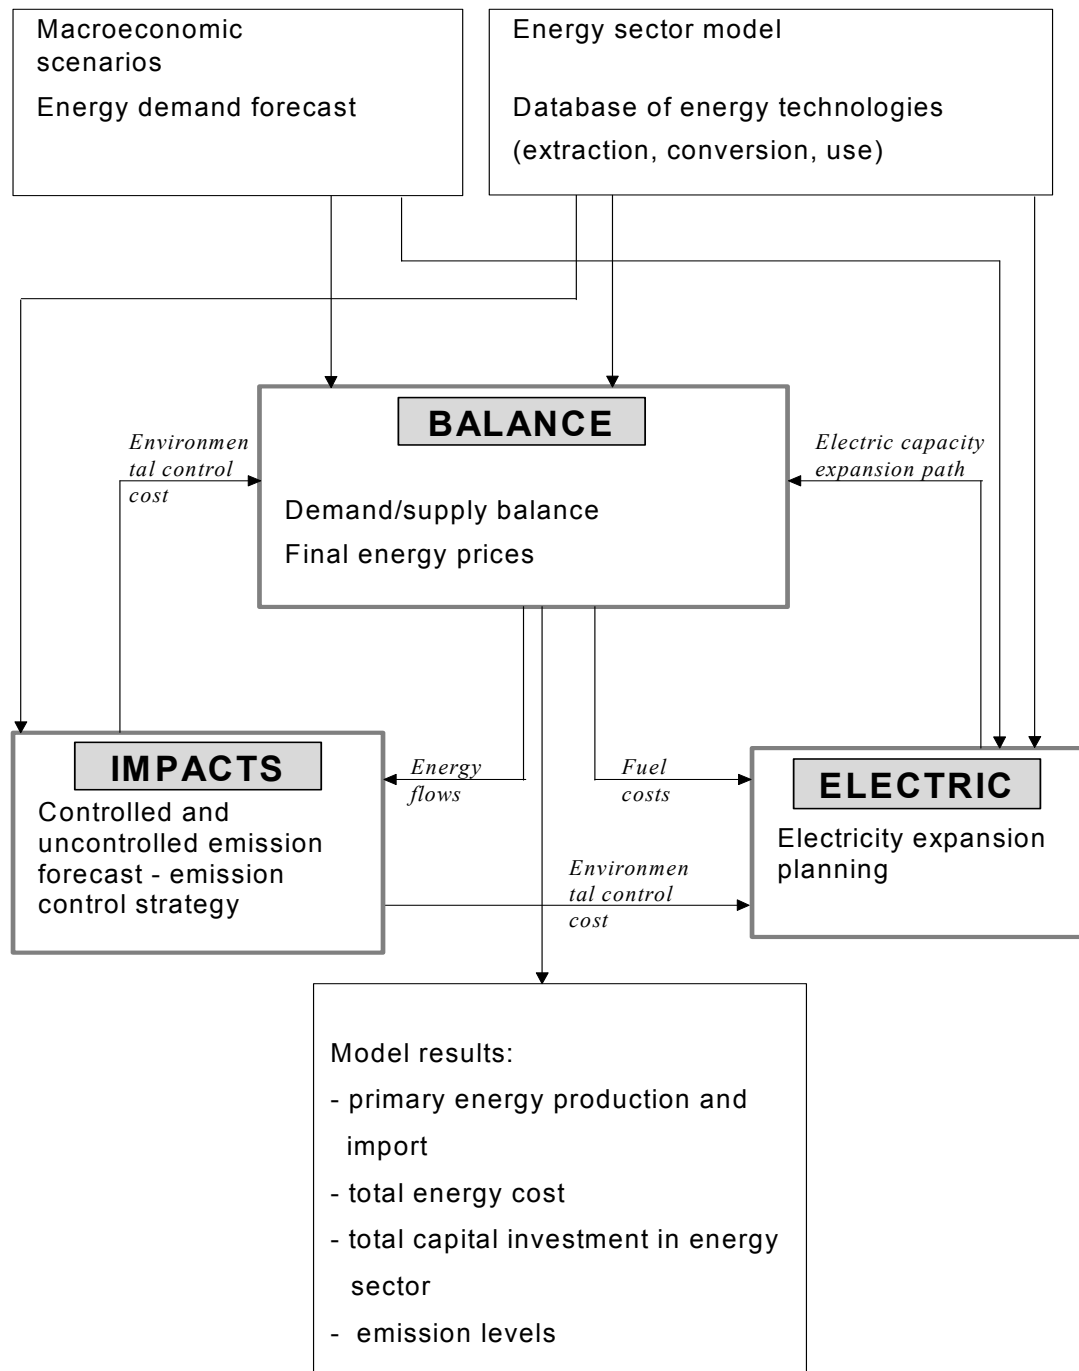 Macroeconomic
scenarios
Energy demand forecast
Energy sector model
Database of energy technologies
(extraction, conversion, use)
BALANCE
Demand/supply balance
Final energy prices
Environmen
tal control
cost
Electric capacity
expansion path
IMPACTS
Controlled and
uncontrolled emission
forecast - emission
control strategy
Energy
flows
Fuel
costs
ELECTRIC
Electricity expansion
planning
Environmen
tal control
cost
Model results:
- primary energy production and
import
- total energy cost
- total capital investment in energy
sector
- emission levels